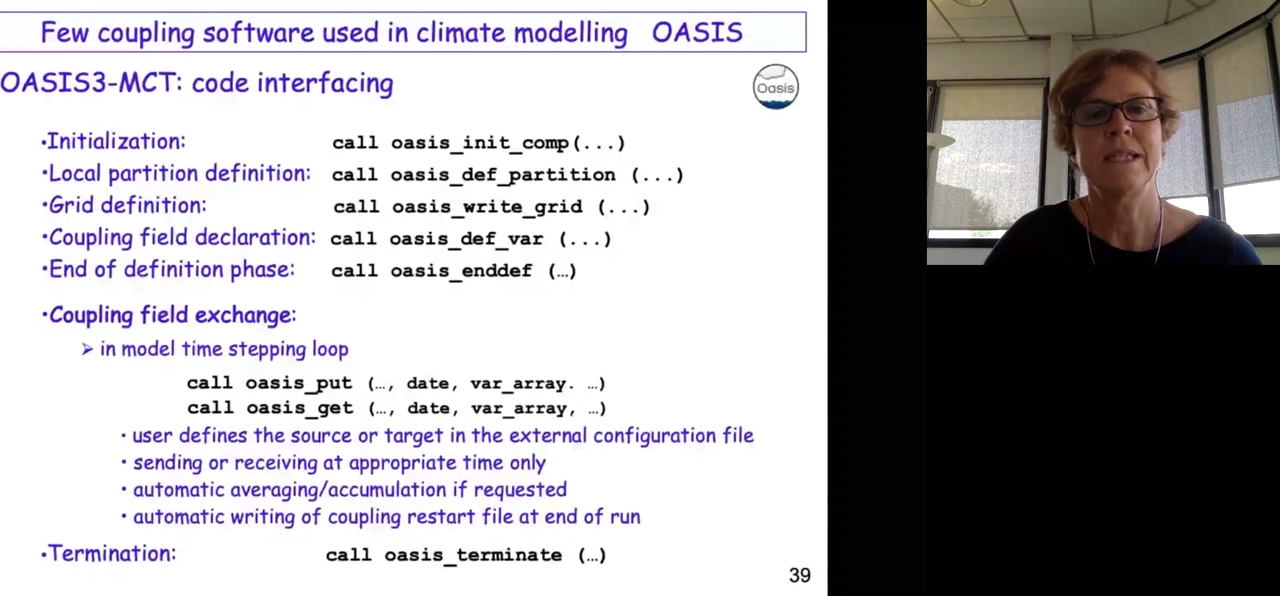 Few coupling software used in climate modelling OASIS
OASIS3-MCT: code interfacing
Oasis
•Initialization: call oasis_init_comp(...)
•Local partition definition: call oasis_def_partition (...)
•Grid definition: call oasis_write_grid (...)
•Coupling field declaration: call oasis_def_var (...)
•End of definition phase: call oasis_enddef (…)
•Coupling field exchange:
➢ in model time stepping loop
call oasis_put (…, date, var_array. …)
call oasis_get (…, date, var_array, …)
• user defines the source or target in the external configuration file
• sending or receiving at appropriate time only
• automatic averaging/accumulation if requested
• automatic writing of coupling restart file at end of run
•Termination: call oasis_terminate (…)
39